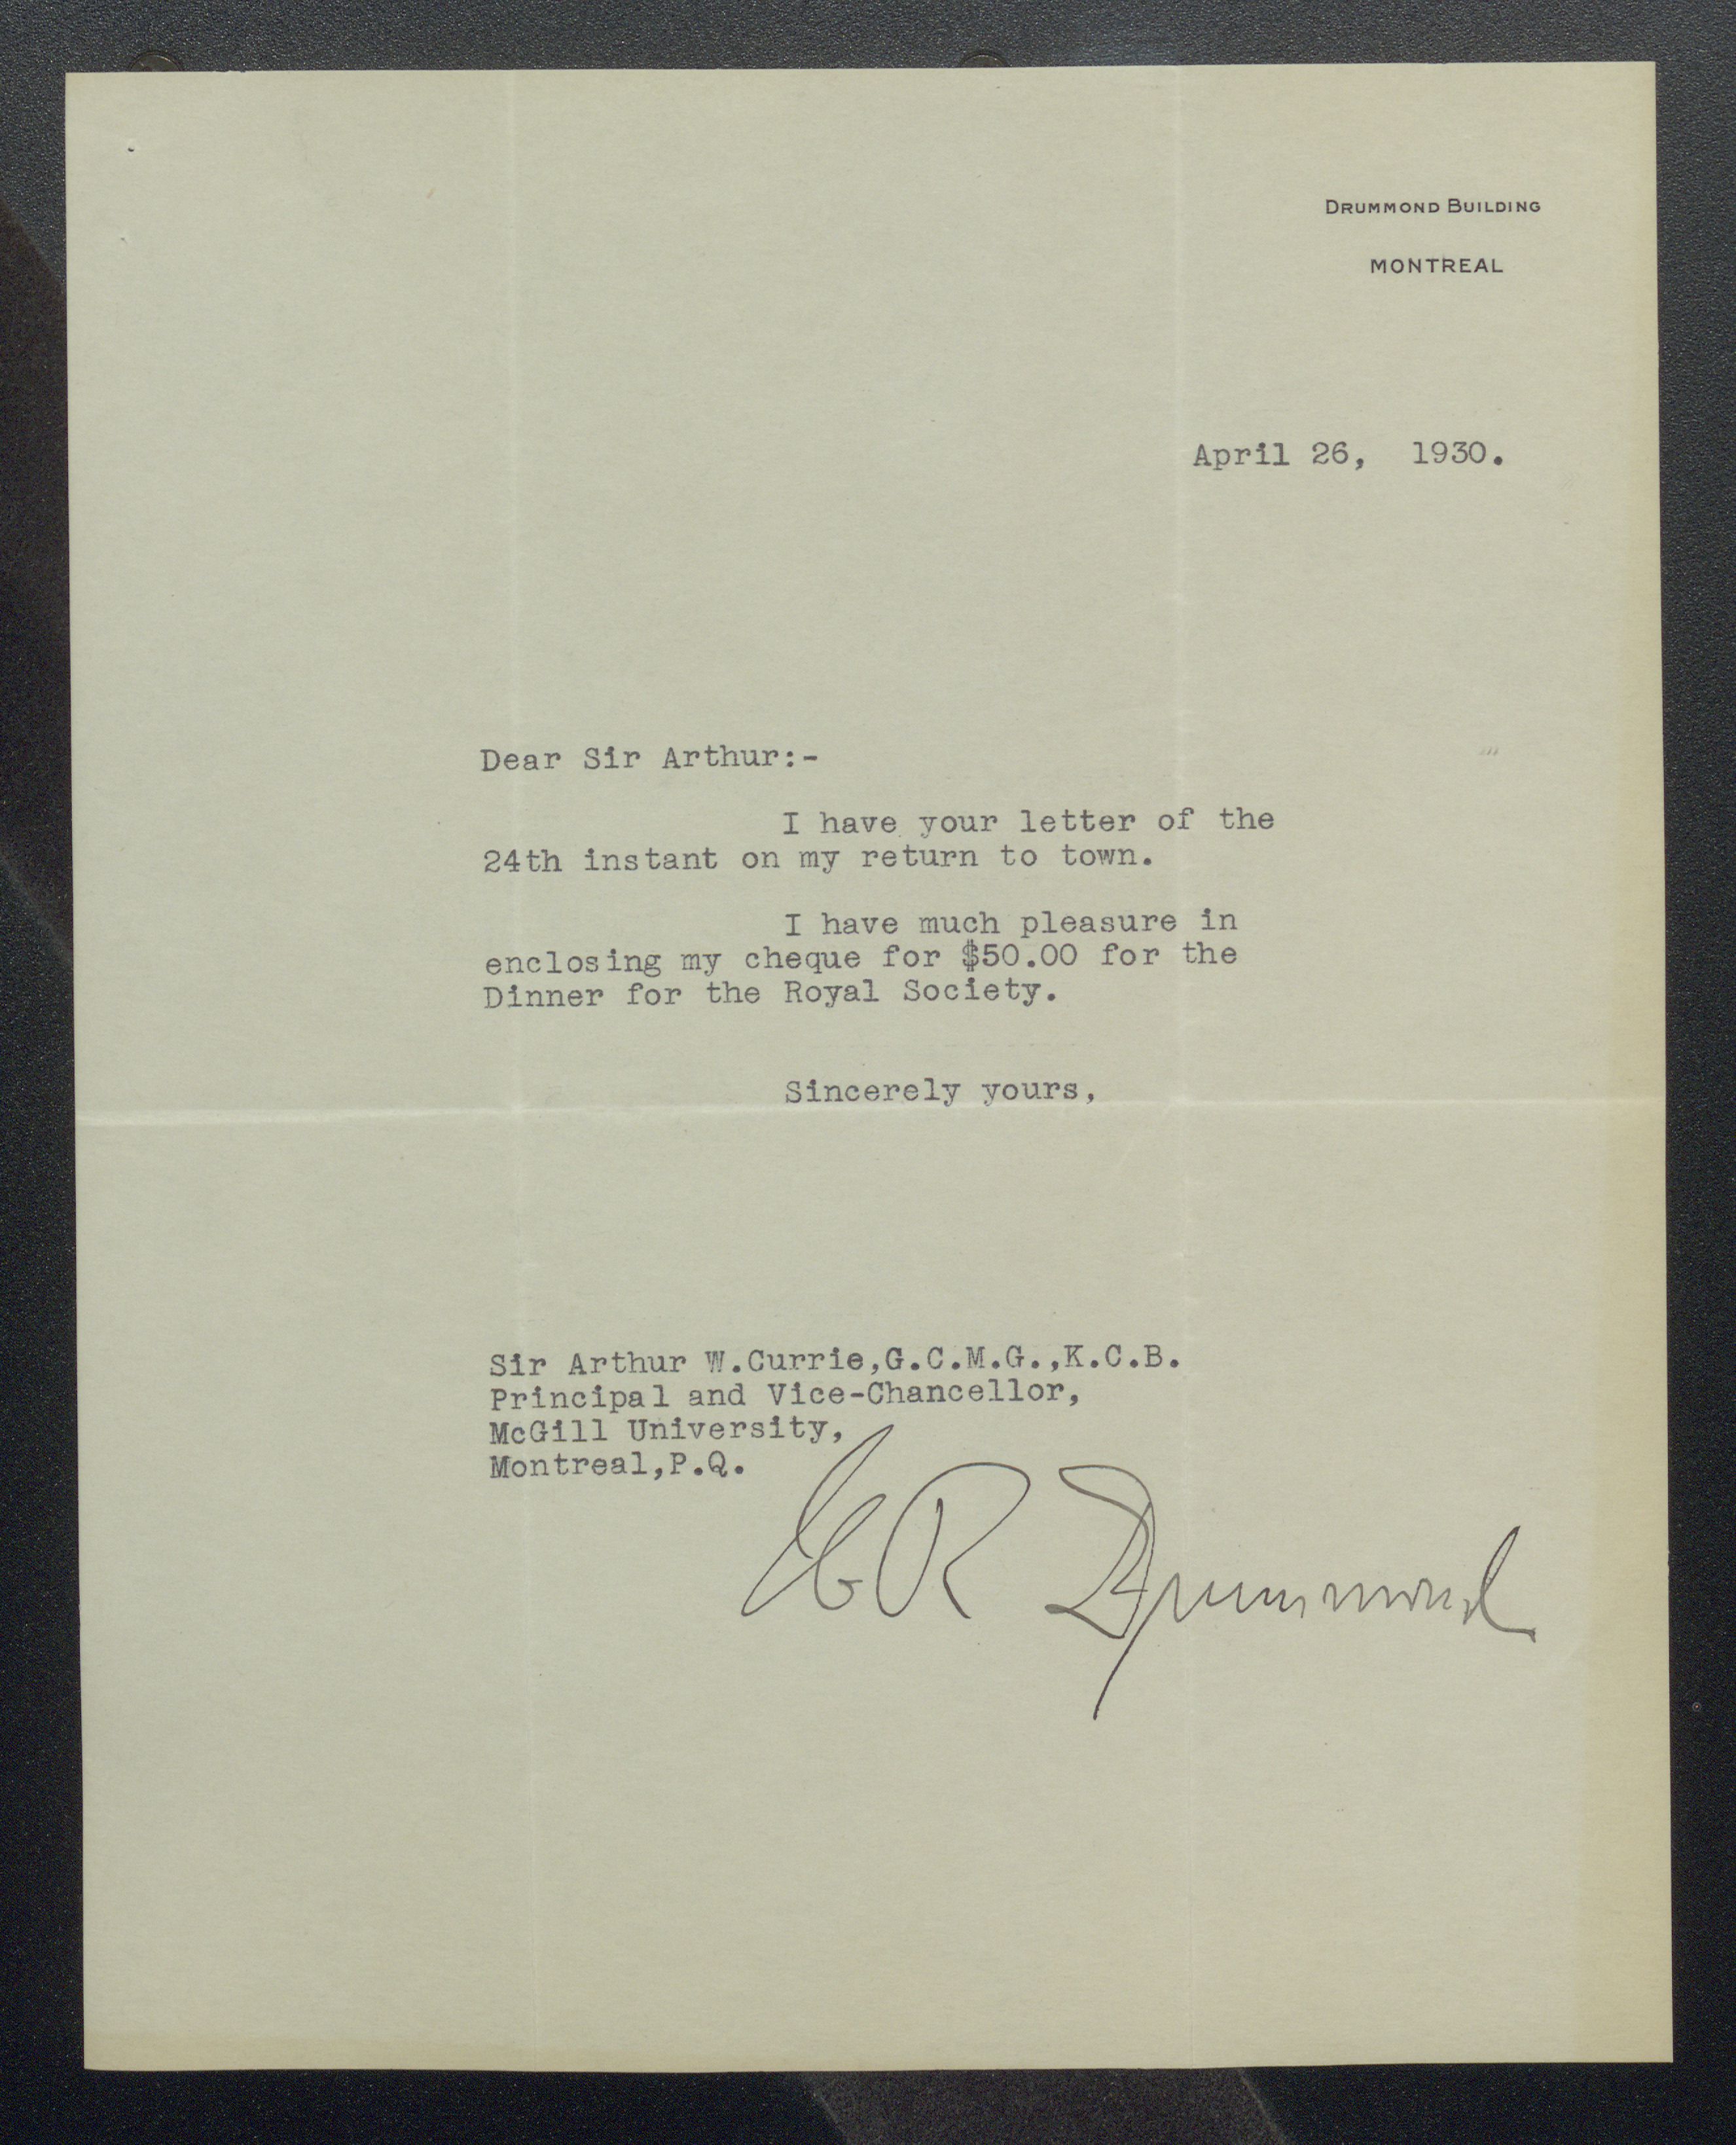 DRUMMOND BUILDING
MONTREAL
April 26, 1930.
Dear Sir Arthur:-
I have your letter of the
24th instant on my return to town.
I have much pleasure in
enclosing my cheque for $50.00 for the
Dinner for the Royal Society.
Sincerely yours,
Sir Arthur W.Currie,G.C.M.G.,K.C.B.
Principal and Vice-Chancellor,
McGill University,
Montreal,P.Q.
Drummond